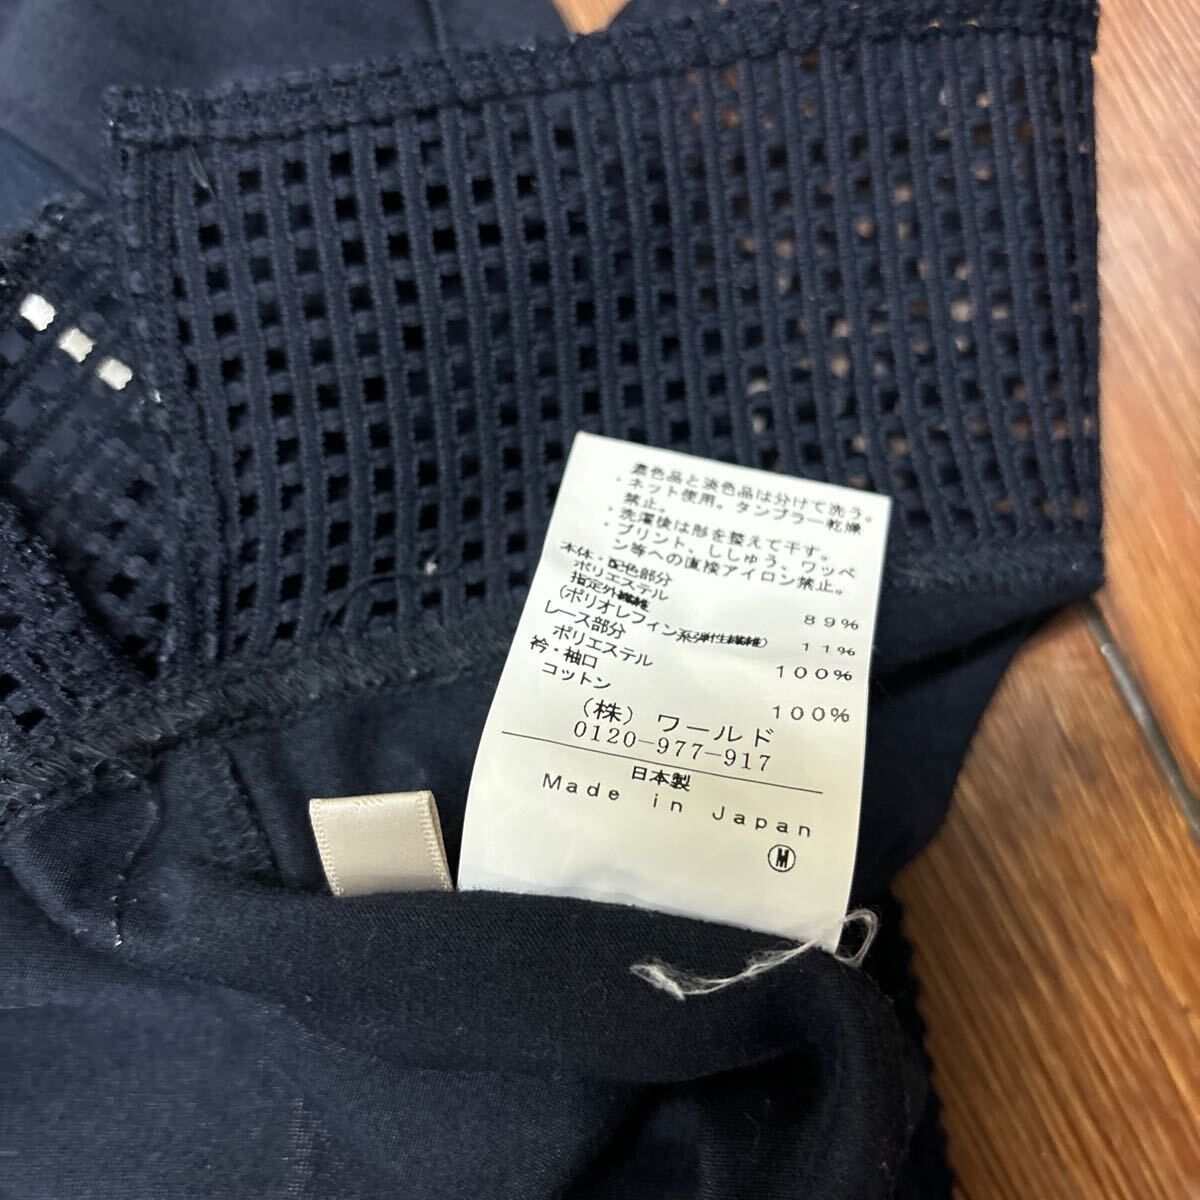 濃色品と淡色品は分けて洗う。
・ネット使用。タンブラー乾燥
禁止。
・洗濯後は形を整えて干す。
・プリント、ししゅう、ワッペ
ン等への直接アイロン禁止。
本体・配色部分
ポリエステル 89%
指定外繊維
(ポリオレフィン系弾性繊維) 11%
レース部分
ポリエステル 100%
衿・袖口
コットン 100%
(株)ワールド
0120-977-917
日本製
Made in Japan
Ⓜ